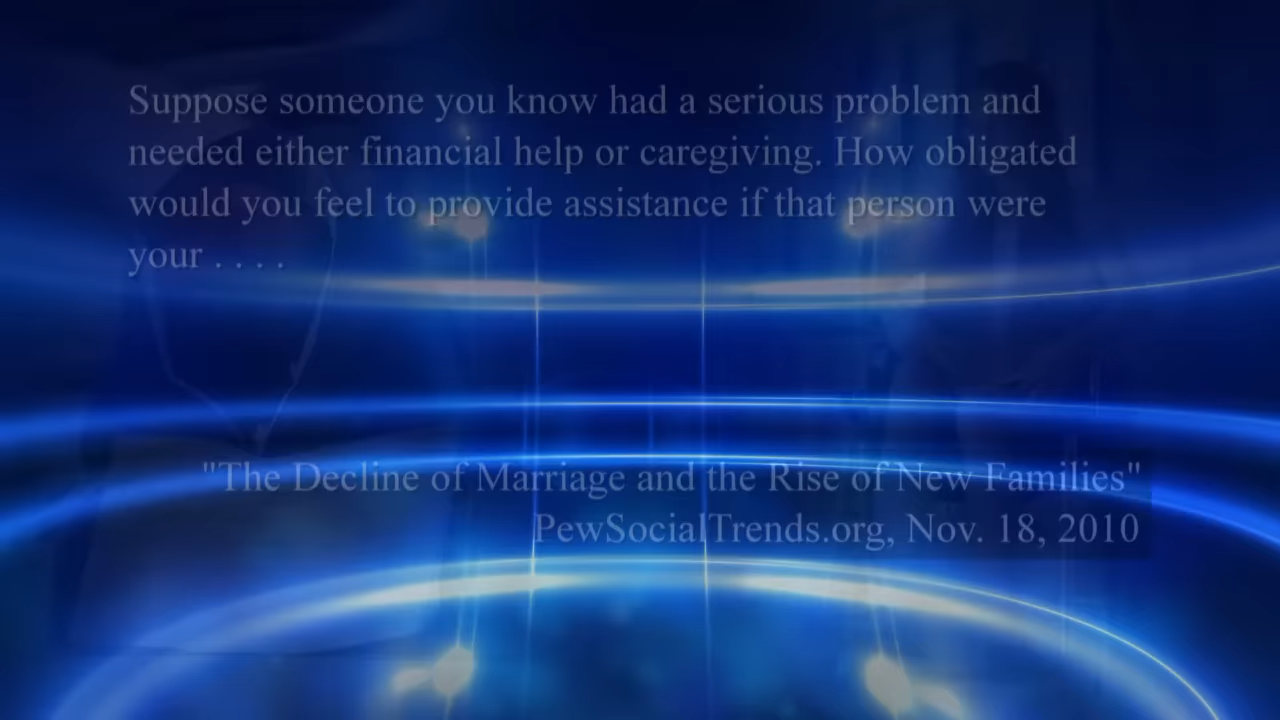 Suppose someone you know had a serious problem and
needed either financial help or caregiving. How obligated
would you feel to provide assistance if that person were
your . . . .
"The Decline of Marriage and the Rise of New Families"
PewSocialTrends.org, Nov. 18, 2010